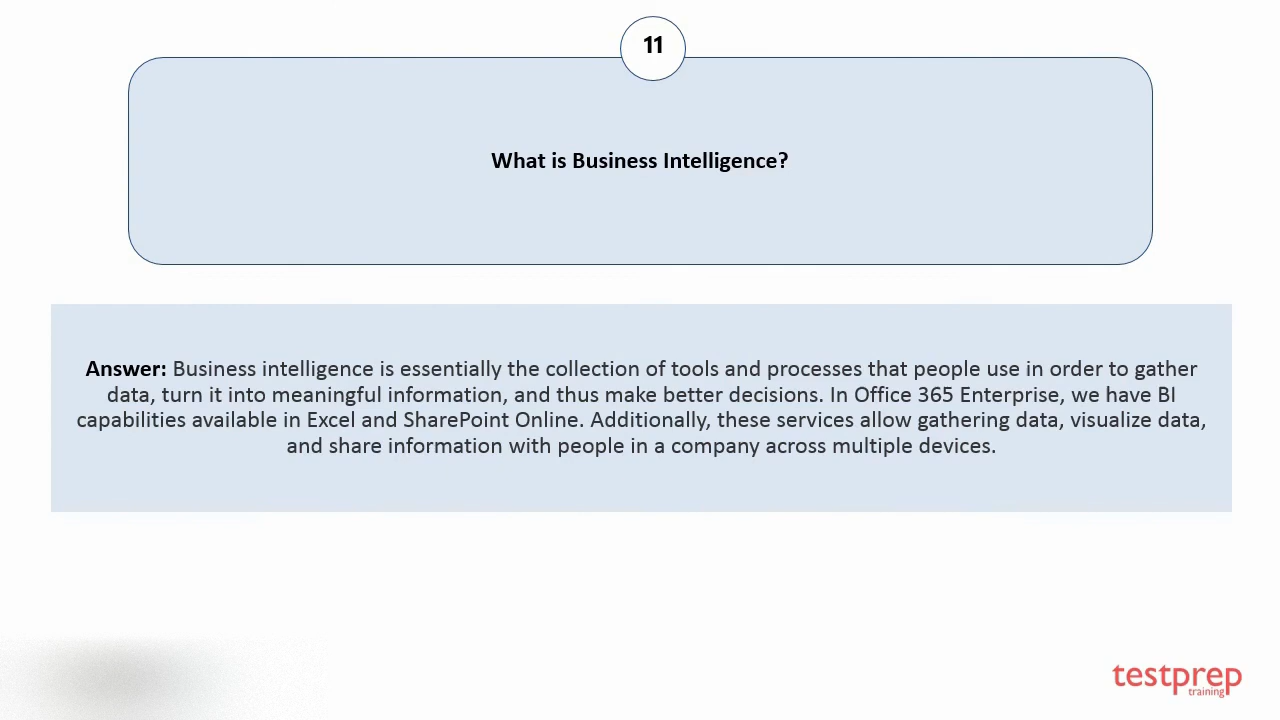 11
What is Business Intelligence?
Answer: Business intelligence is essentially the collection of tools and processes that people use in order to gather
data, turn it into meaningful information, and thus make better decisions. In Office 365 Enterprise, we have BI
capabilities available in Excel and SharePoint Online. Additionally, these services allow gathering data, visualize data,
and share information with people in a company across multiple devices.
testprep
training